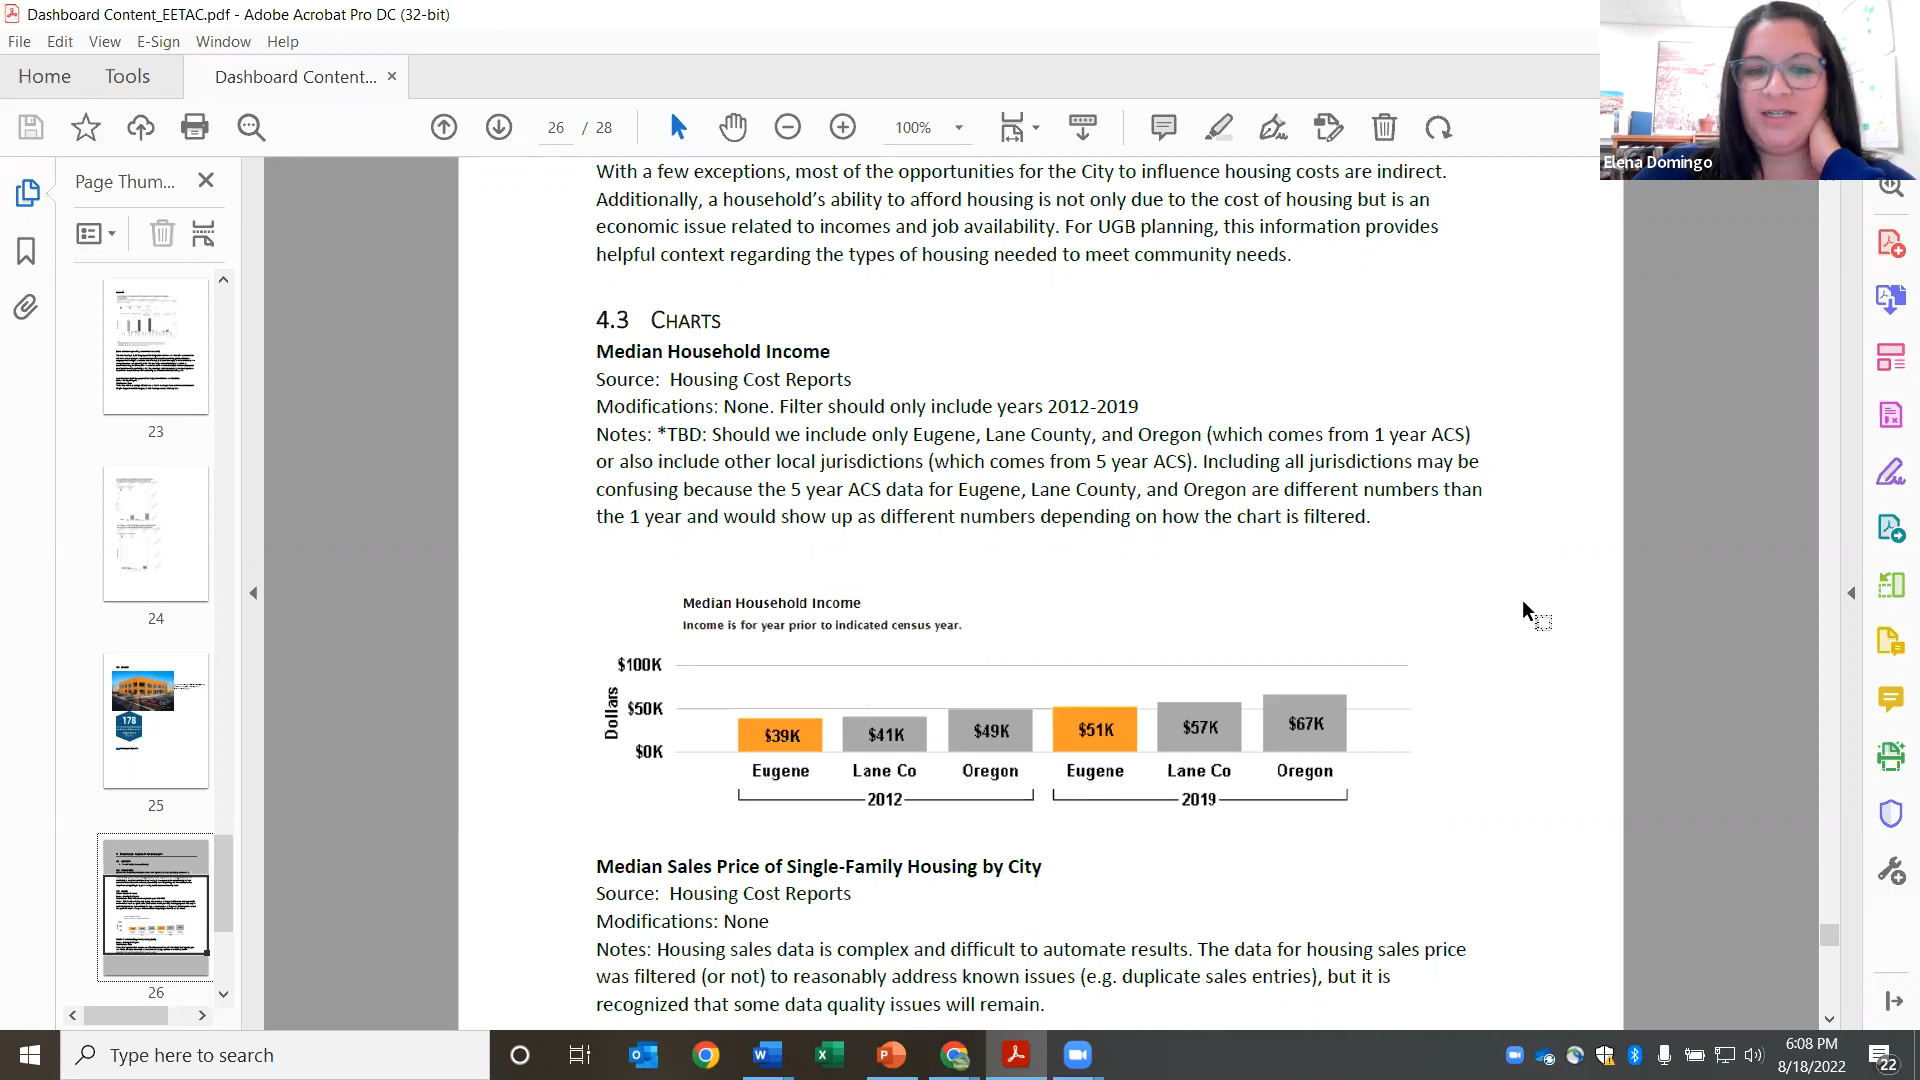 Dashboard Content_EETAC.pdf - Adobe Acrobat Pro DC (32-bit)
File Edit View E-Sign Window Help
Home Tools Dashboard Content... ×
26 / 28 100%
Elena Domingo
Page Thum...
23
24
178
25
26
With a few exceptions, most of the opportunities for the City to influence housing costs are indirect.
Additionally, a household's ability to afford housing is not only due to the cost of housing but is an
economic issue related to incomes and job availability. For UGB planning, this information provides
helpful context regarding the types of housing needed to meet community needs.
4.3 CHARTS
Median Household Income
Source: Housing Cost Reports
Modifications: None. Filter should only include years 2012-2019
Notes: *TBD: Should we include only Eugene, Lane County, and Oregon (which comes from 1 year ACS)
or also include other local jurisdictions (which comes from 5 year ACS). Including all jurisdictions may be
confusing because the 5 year ACS data for Eugene, Lane County, and Oregon are different numbers than
the 1 year and would show up as different numbers depending on how the chart is filtered.
Median Household Income
Income is for year prior to indicated census year.
Dollars
$100K
$50K
$0K
$39K $41K $49K $51K $57K $67K
Eugene Lane Co Oregon Eugene Lane Co Oregon
2012 2019
Median Sales Price of Single-Family Housing by City
Source: Housing Cost Reports
Modifications: None
Notes: Housing sales data is complex and difficult to automate results. The data for housing sales price
was filtered (or not) to reasonably address known issues (e.g. duplicate sales entries), but it is
recognized that some data quality issues will remain.
Type here to search
6:08 PM
8/18/2022
22